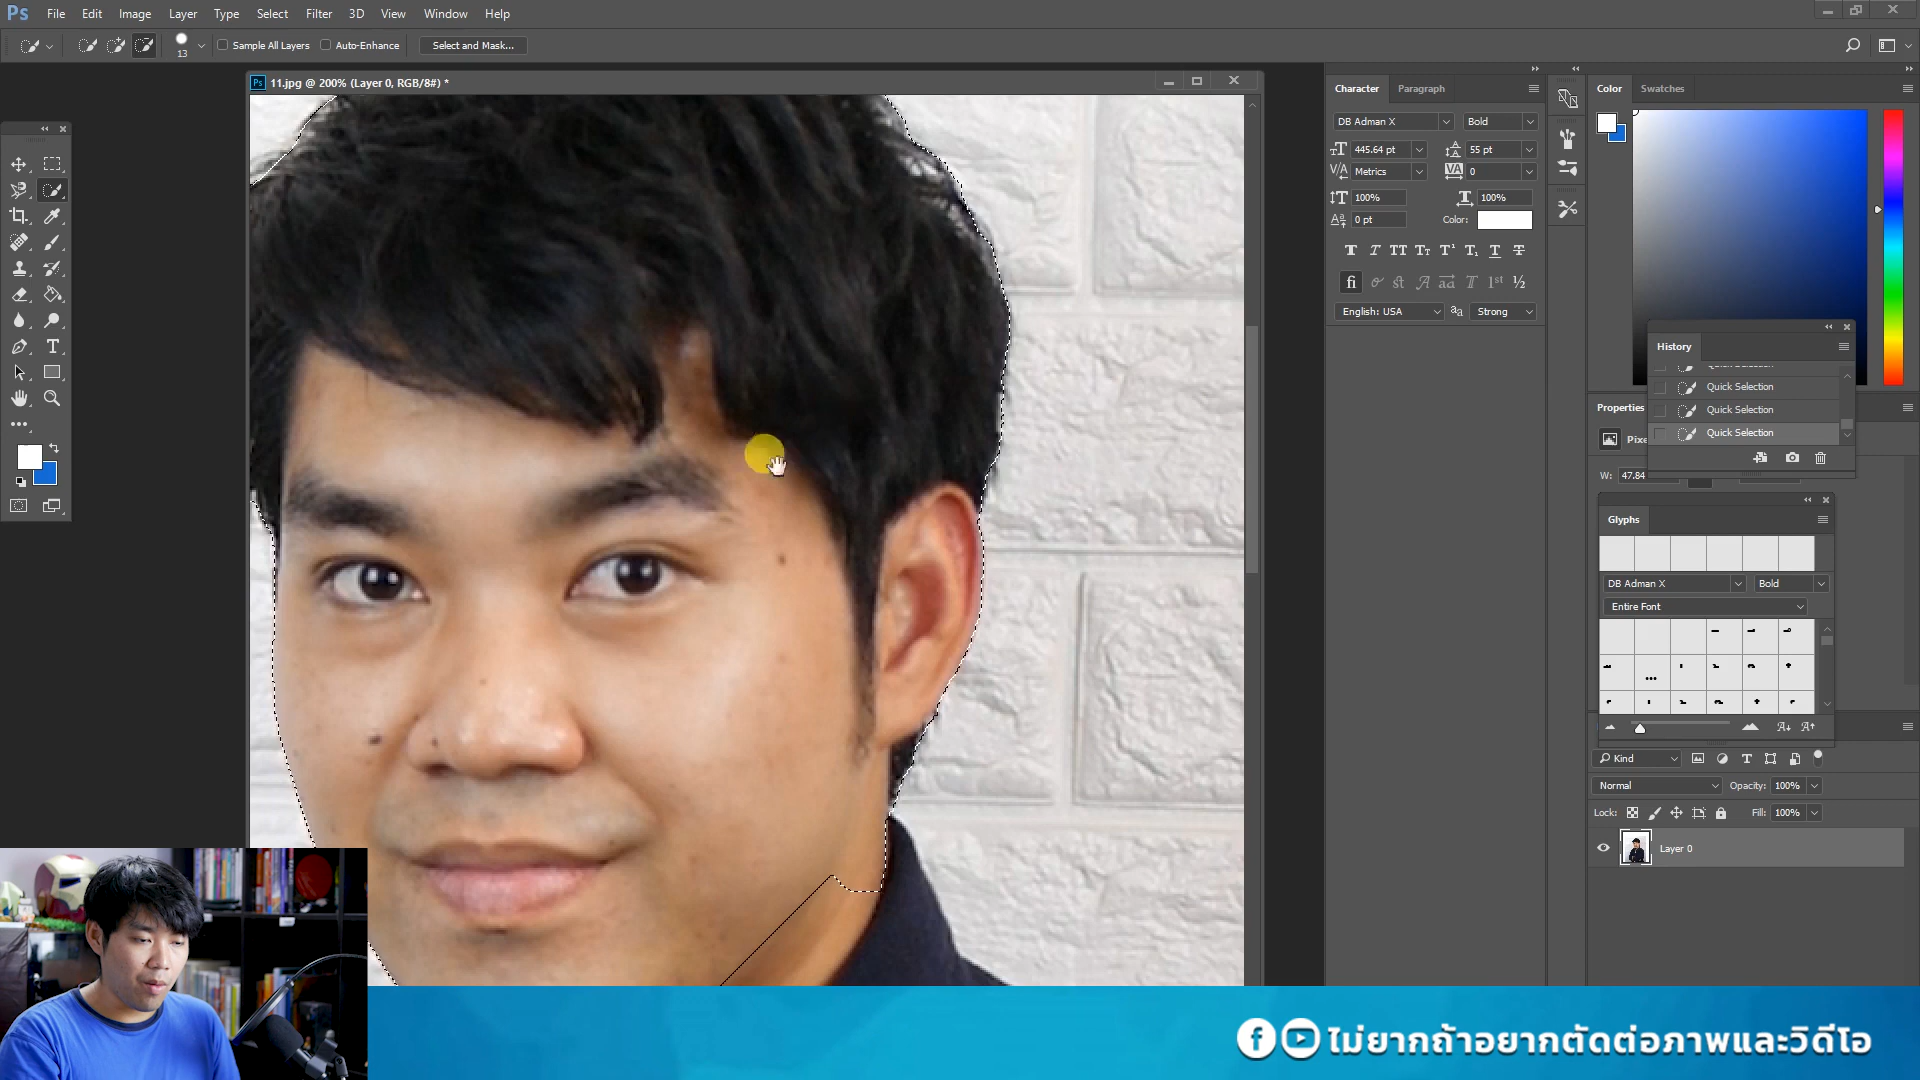 Ps File Edit Image Layer Type Select Filter 3D View Window Help
13 Sample All Layers Auto-Enhance Select and Mask...
Ps 11.jpg @ 200% (Layer 0, RGB/8#) *
Character Paragraph
DB Adman X Bold
445.64 pt 55 pt
Metrics 0
100% 100%
0 pt Color:
English: USA Strong
Color Swatches
History
Quick Selection
Quick Selection
Quick Selection
Properties
Pixe
W: 47.84
Glyphs
DB Adman X Bold
Entire Font
Kind
Normal Opacity: 100%
Lock: Fill: 100%
Layer 0
ไม่ยากถ้าอยากตัดต่อภาพและวิดีโอ